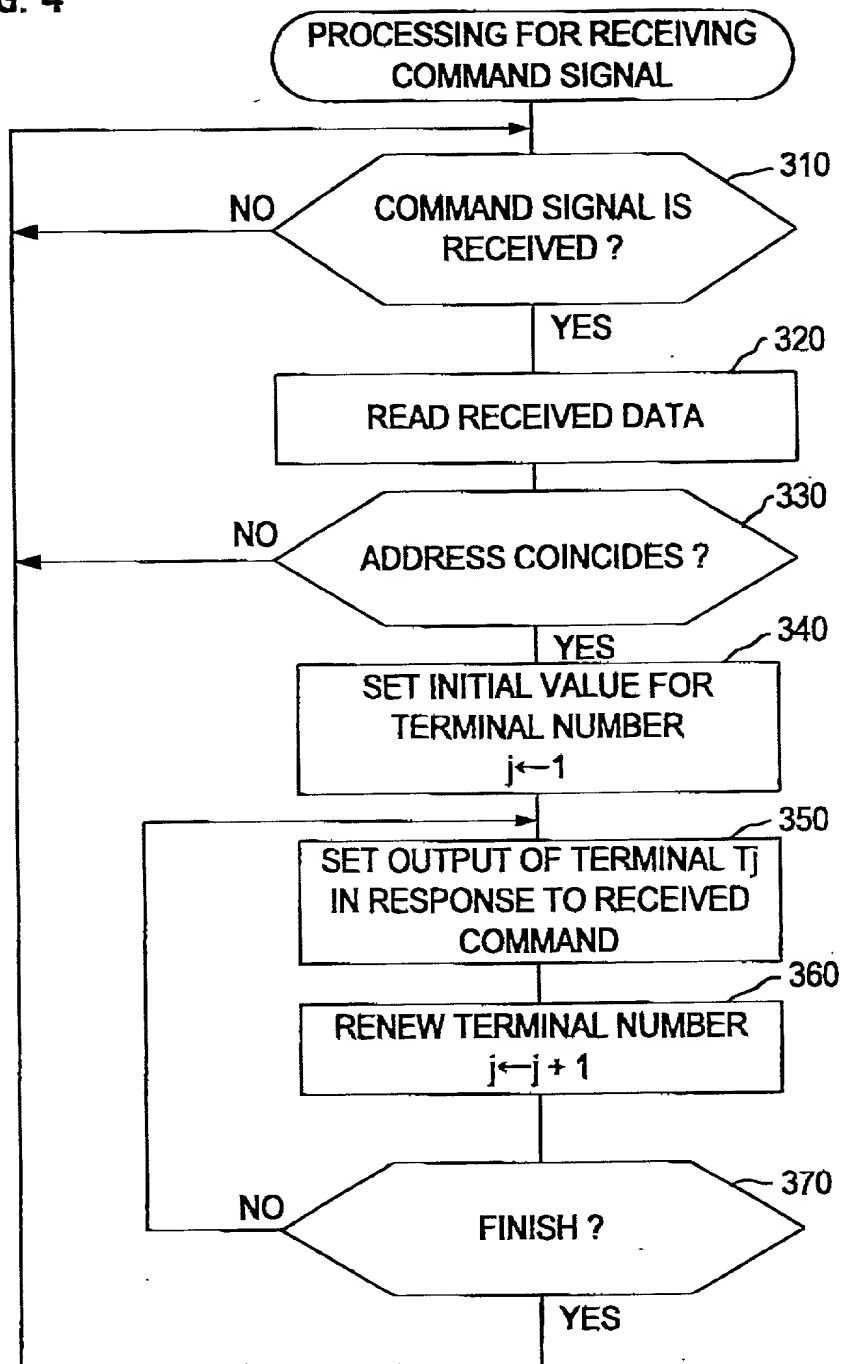 G. 4
PROCESSING FOR RECEIVING
COMMAND SIGNAL
310
NO
COMMAND SIGNAL IS
RECEIVED ?
YES
320
READ RECEIVED DATA
330
NO
ADDRESS COINCIDES ?
YES
340
SET INITIAL VALUE FOR
TERMINAL NUMBER
j←1
350
SET OUTPUT OF TERMINAL Tj
IN RESPONSE TO RECEIVED
COMMAND
360
RENEW TERMINAL NUMBER
j←j + 1
370
NO
FINISH ?
YES